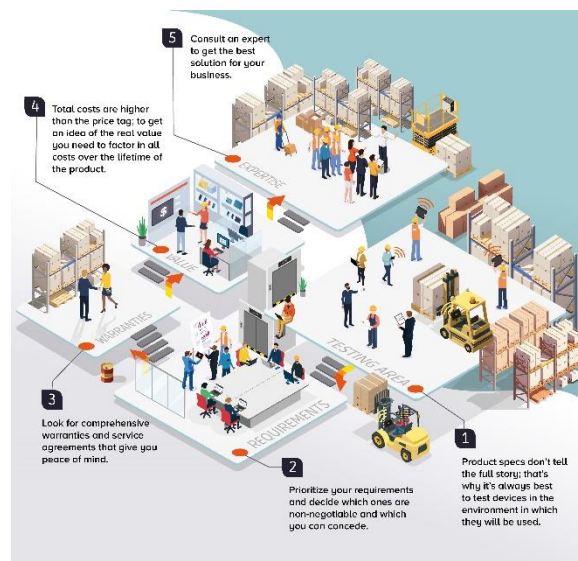 5
Consult an expert
to get the best
solution for your
business.
4
Total costs are higher
than the price tag; to get
an idea of the real value
you need to factor in all
costs over the lifetime of
the product.
EXPERTISE
$
VALUE
WARRANTIES
TESTING AREA
REQUIREMENTS
3
Look for comprehensive
warranties and service
agreements that give you
peace of mind.
2
Prioritize your requirements
and decide which ones are
non-negotiable and which
you can concede.
1
Product specs don't tell
the full story; that's
why it's always best
to test devices in the
environment in which
they will be used.